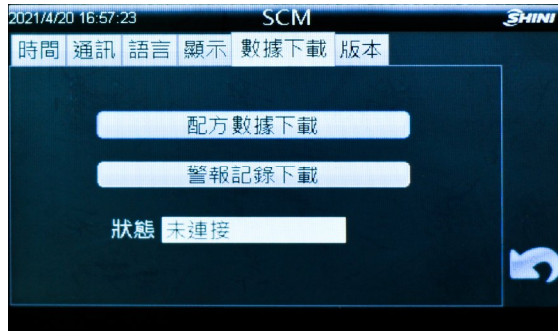 2021/4/20 16:57:23 SCM SHINI
時間 通訊 語言 顯示 數據下載 版本
配方數據下載
警報記錄下載
狀態 未連接